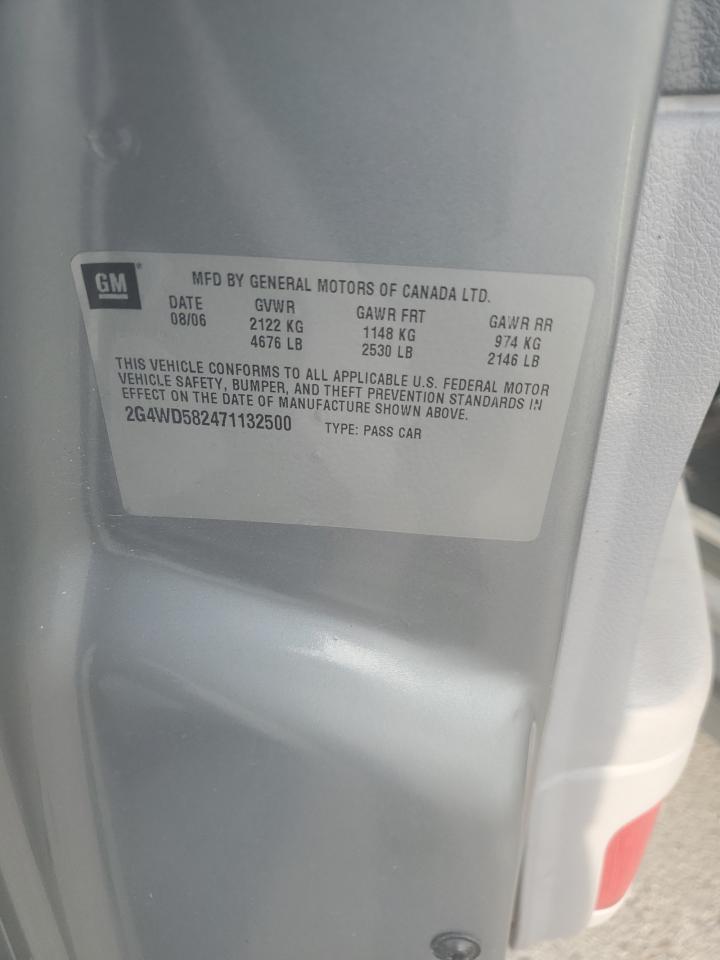 GM
MFD BY GENERAL MOTORS OF CANADA LTD.
DATE GVWR GAWR FRT GAWR RR
08/06 2122 KG 1148 KG 974 KG
4676 LB 2530 LB 2146 LB
THIS VEHICLE CONFORMS TO ALL APPLICABLE U.S. FEDERAL MOTOR
VEHICLE SAFETY, BUMPER, AND THEFT PREVENTION STANDARDS IN
EFFECT ON THE DATE OF MANUFACTURE SHOWN ABOVE.
2G4WD582471132500 TYPE: PASS CAR